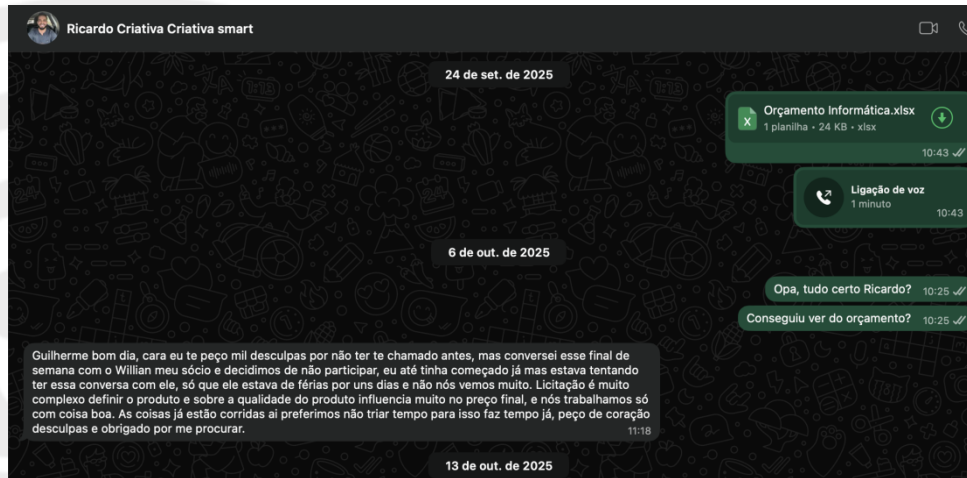 Ricardo Criativa Criativa smart
24 de set. de 2025
Orçamento Informática.xlsx
1 planilha • 24 KB • xlsx
10:43
Ligação de voz
1 minuto
10:43
6 de out. de 2025
Opa, tudo certo Ricardo? 10:25
Conseguiu ver do orçamento? 10:25
Guilherme bom dia, cara eu te peço mil desculpas por não ter te chamado antes, mas conversei esse final de
semana com o Willian meu sócio e decidimos de não participar, eu até tinha começado já mas estava tentando
ter essa conversa com ele, só que ele estava de férias por uns dias e não nós vemos muito. Licitação é muito
complexo definir o produto e sobre a qualidade do produto influencia muito no preço final, e nós trabalhamos só
com coisa boa. As coisas já estão corridas ai preferimos não triar tempo para isso faz tempo já, peço de coração
desculpas e obrigado por me procurar.
11:18
13 de out. de 2025